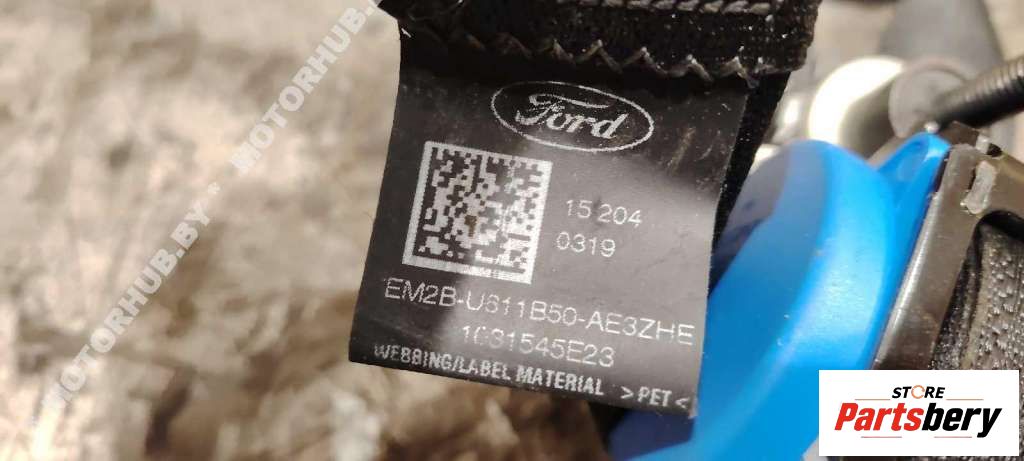 MOTORHUB.BY* MOTORHUB.BY
Ford
15 204
0319
EM2B-U611B50-AE3ZHE
1031545E23
WEBBING/LABEL MATERIAL >PET<
STORE
Partsbery